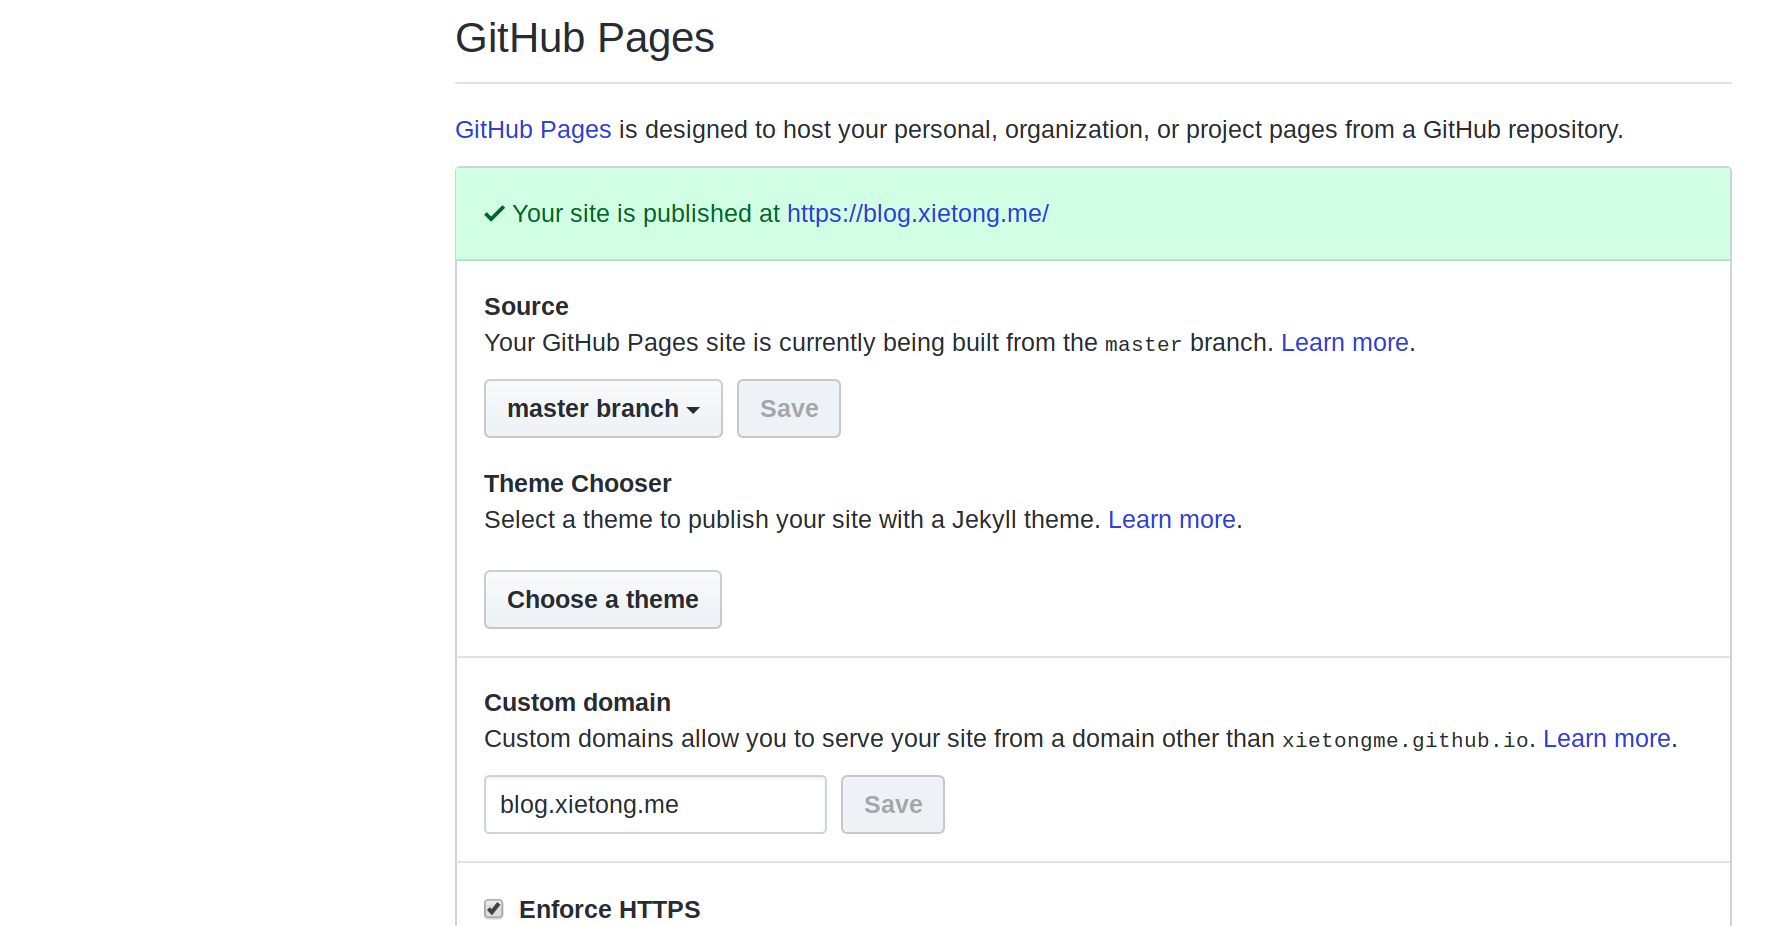 GitHub Pages
GitHub Pages is designed to host your personal, organization, or project pages from a GitHub repository.
Your site is published at https://blog.xietong.me/
Source
Your GitHub Pages site is currently being built from the master branch. Learn more.
master branch Save
Theme Chooser
Select a theme to publish your site with a Jekyll theme. Learn more.
Choose a theme
Custom domain
Custom domains allow you to serve your site from a domain other than xietongme.github.io. Learn more.
blog.xietong.me Save
Enforce HTTPS